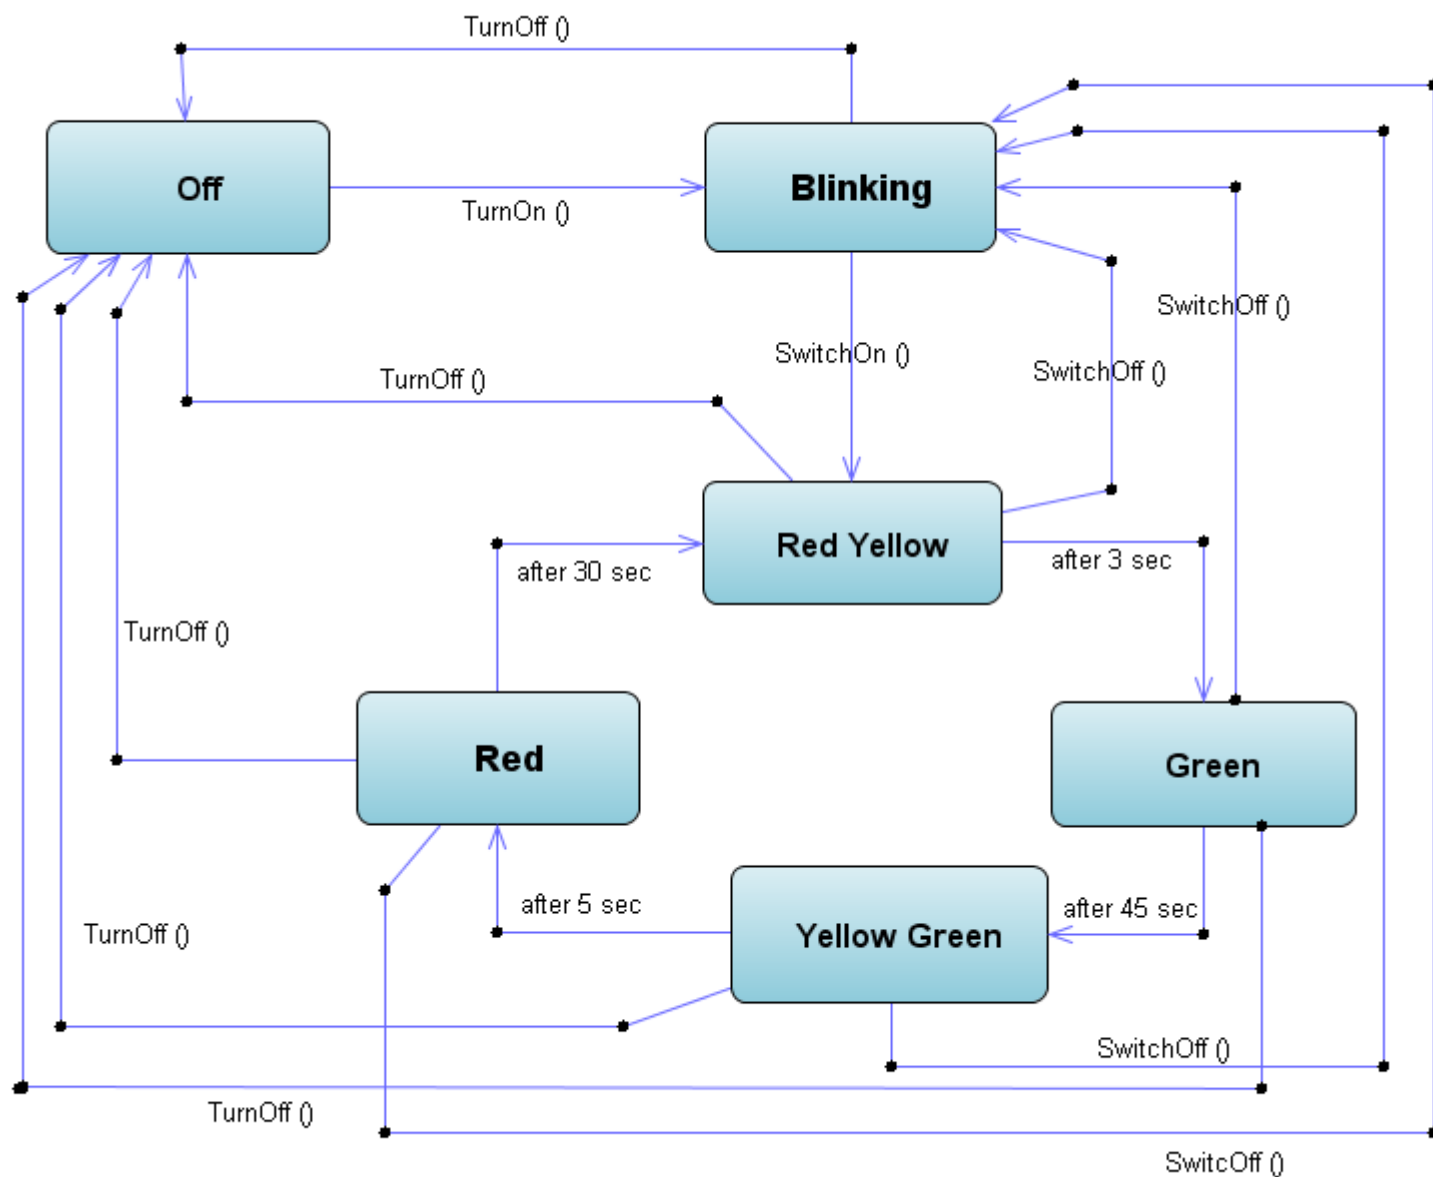 TurnOff ()
Off
Blinking
TurnOn ()
SwitchOff ()
SwitchOn ()
SwitchOff ()
TurnOff ()
Red Yellow
after 3 sec
after 30 sec
TurnOff ()
Red
Green
after 5 sec
after 45 sec
Yellow Green
TurnOff ()
SwitchOff ()
TurnOff ()
SwitcOff ()